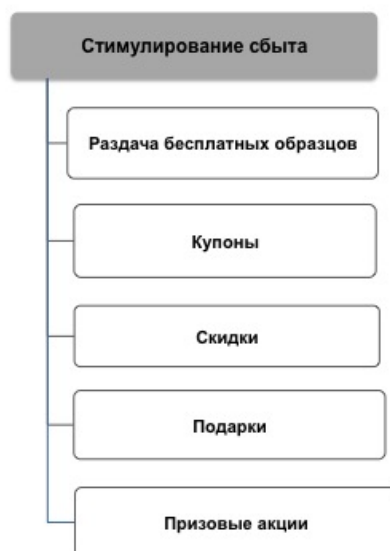 Стимулирование сбыта
Раздача бесплатных образцов
Купоны
Скидки
Подарки
Призовые акции